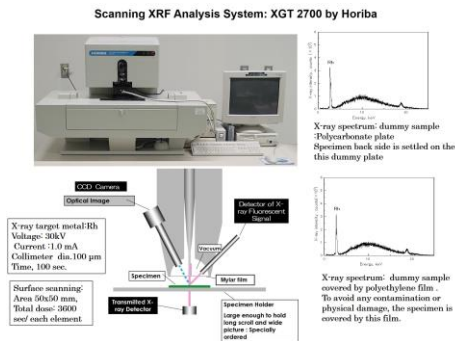 Scanning XRF Analysis System: XGT 2700 by Horiba
Rh
Energy (keV)
X-ray spectrum: dummy sample
:Polycarbonate plate
Specimen back side is settled on the
this dummy plate
CCD Camera
Optical Image
Detector of X-
ray Fluorescent
Signal
X-ray target metal:Rh
Voltage: 30kV
Current :1.0 mA
Collimeter dia.100 μm
Time, 100 sec.
Vacuum
Specimen
Mylar film
Surface scanning:
Area 50x50 mm,
Total dose: 3600
sec/ each element
Transmitted X-
ray Detector
Specimen Holder
Large enough to hold
long scroll and wide
picture : Specially
ordered
Rh
Energy (keV)
X-ray spectrum: dummy sample
covered by polyethylene film .
To avoid any contamination or
physical damage, the specimen is
covered by this film.